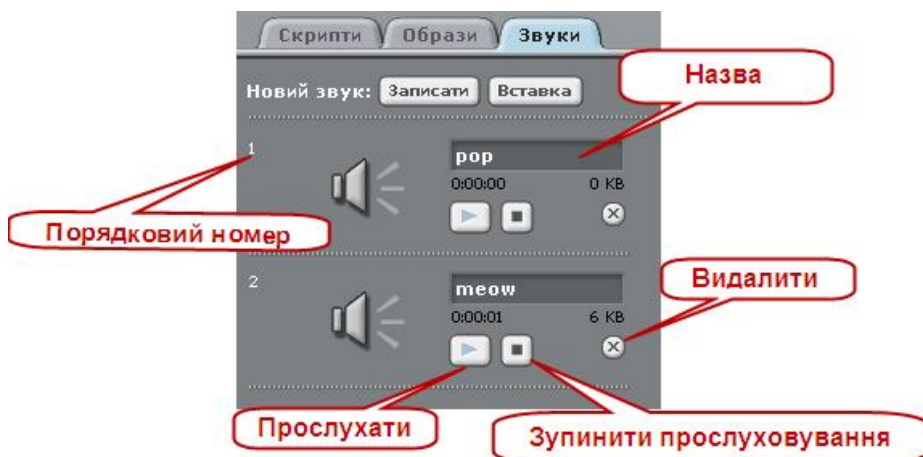 Скрипти Образи Звуки
Новий звук: Записати Вставка
Назва
1
pop
0:00:00 0 KB
Порядковий номер
2
meow
0:00:01 6 KB
Видалити
Прослухати
Зупинити прослуховування